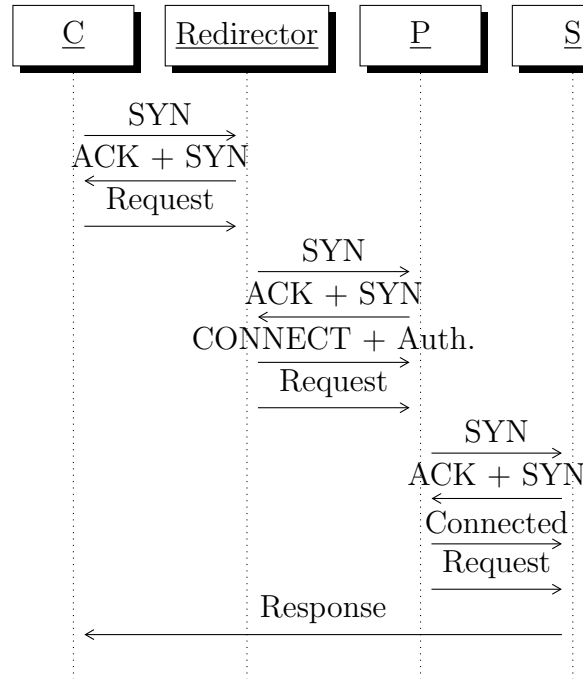 C Redirector P S
SYN
ACK + SYN
Request
SYN
ACK + SYN
CONNECT + Auth.
Request
SYN
ACK + SYN
Connected
Request
Response